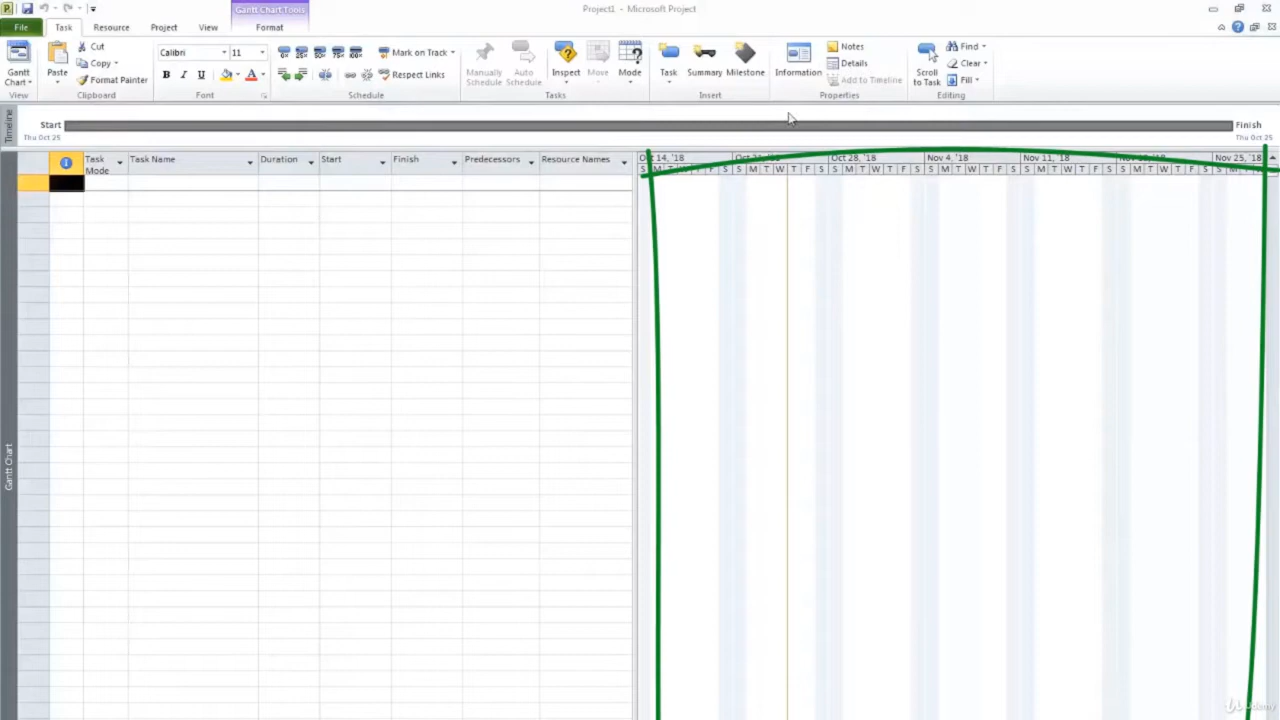 Gantt Chart Tools
Project1 - Microsoft Project
File Task Resource Project View Format
Gantt Chart
View
Paste
Cut
Copy
Format Painter
Clipboard
Calibri 11
B I U A
Font
Mark on Track
Respect Links
Schedule
Manually Schedule
Auto Schedule
Inspect
Move
Mode
Tasks
Task
Summary
Milestone
Insert
Information
Notes
Details
Add to Timeline
Properties
Scroll to Task
Find
Clear
Fill
Editing
Timeline
Start
Thu Oct 25
Finish
Thu Oct 25
Task Mode
Task Name
Duration
Start
Finish
Predecessors
Resource Names
Oct 14, '18
Oct 28, '18 Nov 4, '18 Nov 11, '18 Nov 25, '18
Gantt Chart
Udemy